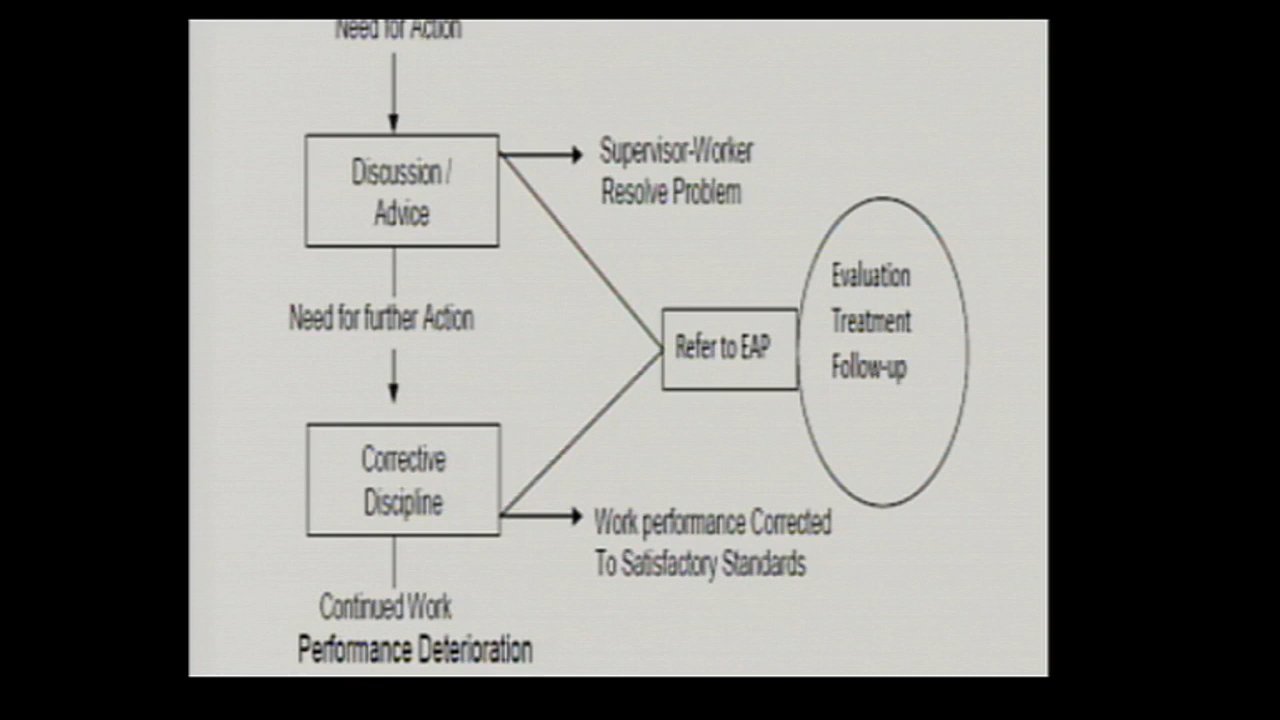 Need for Action
Discussion /
Advice
Supervisor-Worker
Resolve Problem
Need for further Action
Refer to EAP
Evaluation
Treatment
Follow-up
Corrective
Discipline
Work performance Corrected
To Satisfactory Standards
Continued Work
Performance Deterioration